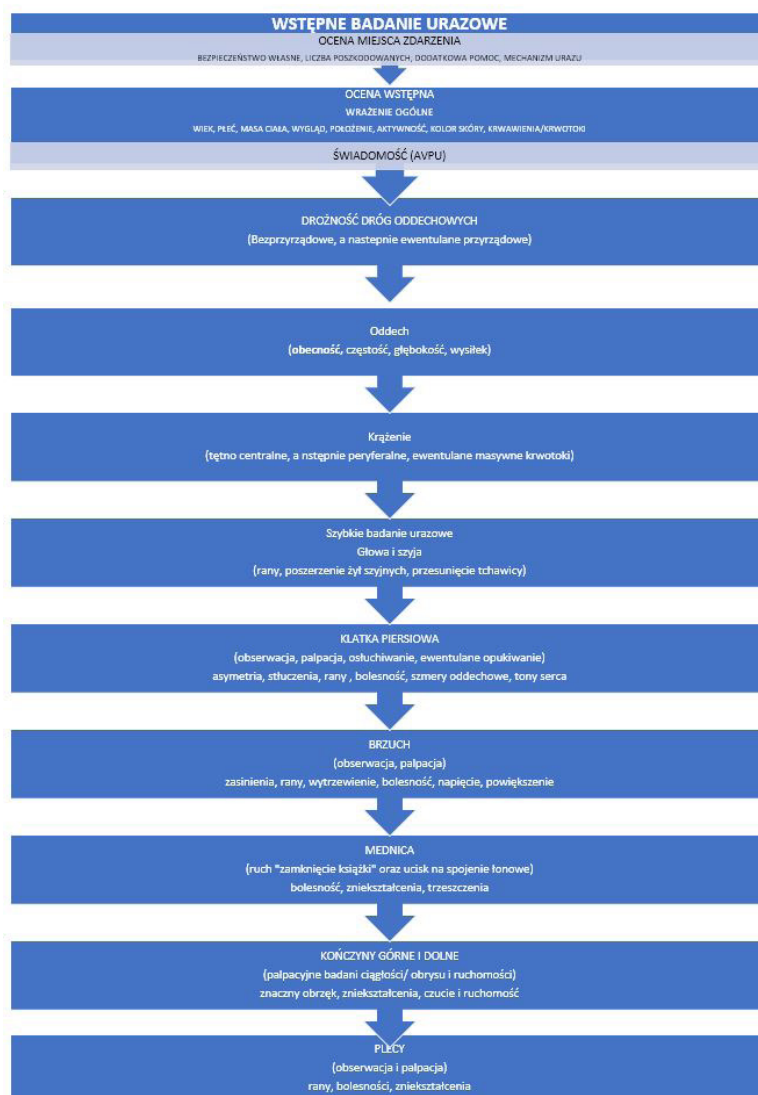 WSTĘPNE BADANIE URAZOWE
OCENA MIEJSCA ZDARZENIA
BEZPIECZEŃSTWO WŁASNE, LICZBA POSZKODOWANYCH, DODATKOWA POMOC, MECHANIZM URAZU
OCENA WSTĘPNA
WRAŻENIE OGÓLNE
WIEK, PŁEĆ, MASA CIAŁA, WYGLĄD, POŁOŻENIE, AKTYWNOŚĆ, KOLOR SKÓRY, KRWAWIENIA/KRWOTOKI
ŚWIADOMOŚĆ (AVPU)
DROŻNOŚĆ DRÓG ODDECHOWYCH
(Bezprzyrządowe, a nastepnie ewentulane przyrządowe)
Oddech
(obecność, częstość, głębokość, wysiłek)
Krążenie
(tętno centralne, a nstępnie peryferalne, ewentulane masywne krwotoki)
Szybkie badanie urazowe
Głowa i szyja
(rany, poszerzenie żył szyjnych, przesunięcie tchawicy)
KLATKA PIERSIOWA
(obserwacja, palpacja, osłuchiwanie, ewentulane opukiwanie)
asymetria, stłuczenia, rany , bolesność, szmery oddechowe, tony serca
BRZUCH
(obserwacja, palpacja)
zasinienia, rany, wytrzewienie, bolesność, napięcie, powiększenie
MEDNICA
(ruch "zamknięcie książki" oraz ucisk na spojenie łonowe)
bolesność, zniekształcenia, trzeszczenia
KOŃCZYNY GÓRNE I DOLNE
(palpacyjne badani ciągłości/ obrysu i ruchomości)
znaczny obrzęk, zniekształcenia, czucie i ruchomość
PLECY
(obserwacja i palpacja)
rany, bolesności, zniekształcenia